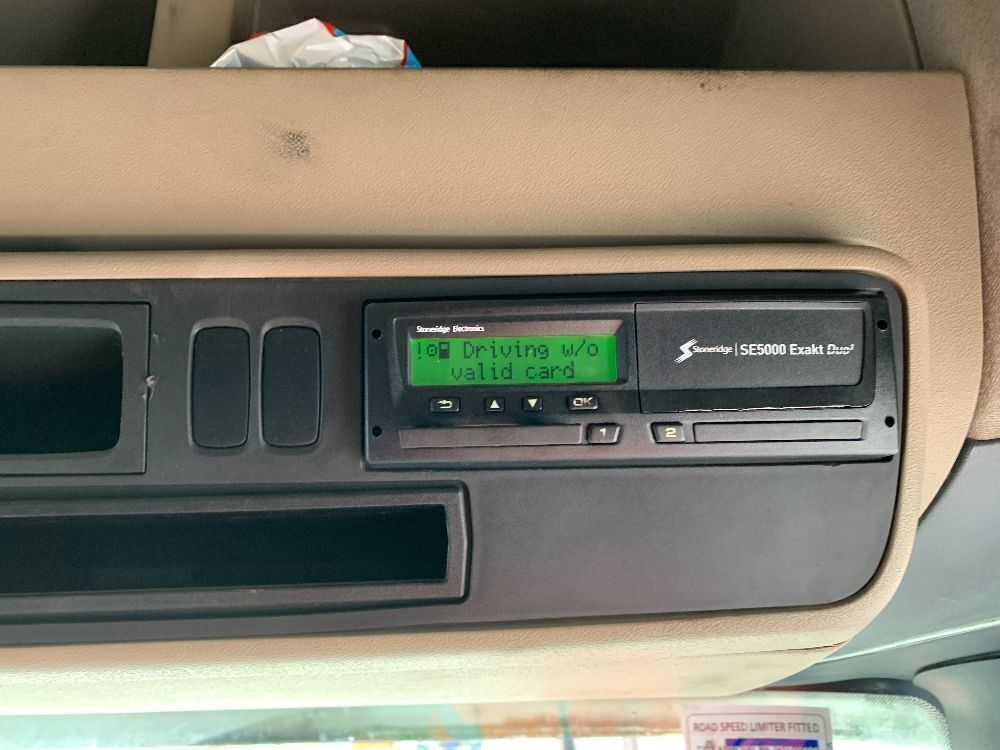 Stoneridge Electronics
! Driving w/o
valid card
Stoneridge | SE5000 Exakt Duo²
OK
1
2
ROAD SPEED LIMITER FITTED